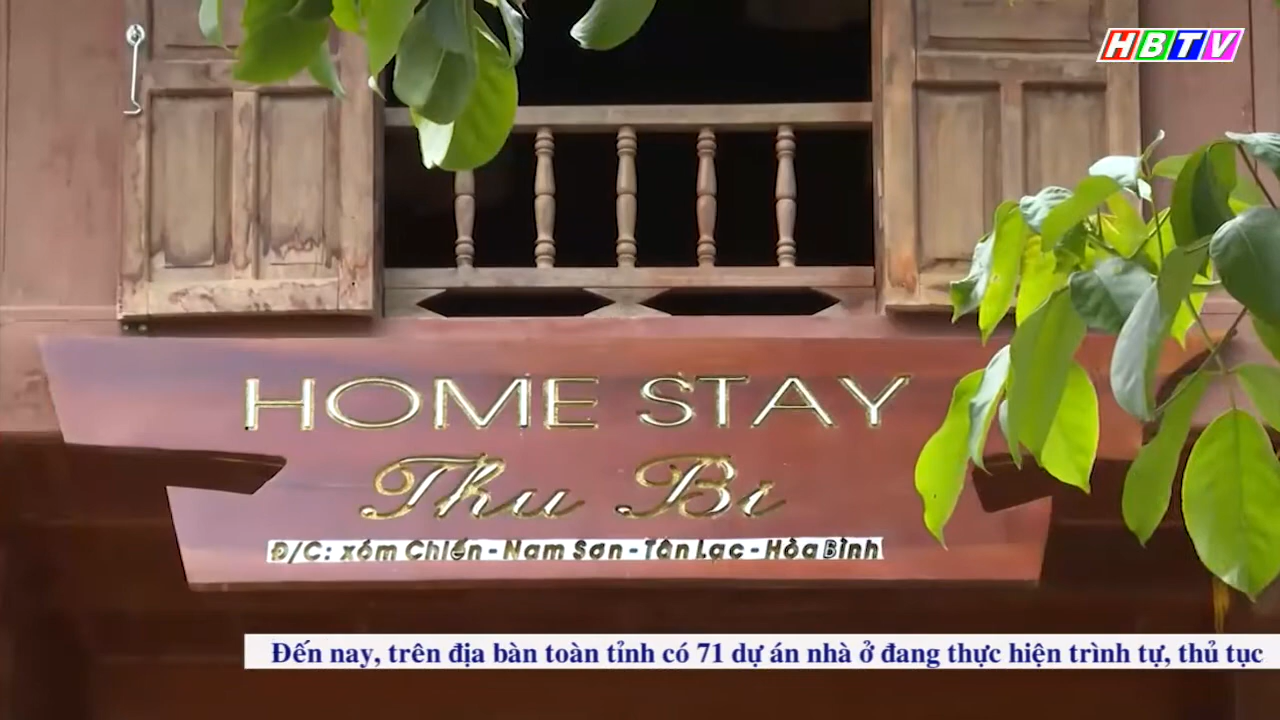 HBTV
HOME STAY
Thu Bi
Đ/C: xóm Chiến - Nam Sơn - Tân Lạc - Hòa Bình
Đến nay, trên địa bàn toàn tỉnh có 71 dự án nhà ở đang thực hiện trình tự, thủ tục